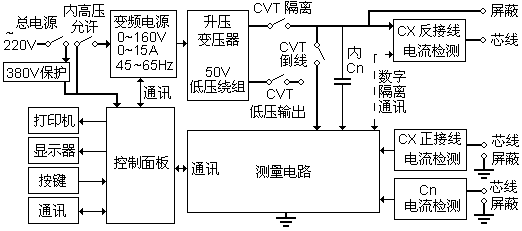 总电源
~
220V
内高压
允许
380V保护
变频电源
0~160V
0~15A
45~65Hz
通讯
升压
变压器
50V
低压绕组
CVT 隔离
CVT
倒线
CVT
低压输出
内
Cn
数字
隔离
通讯
CX 反接线
电流检测
屏蔽
芯线
打印机
显示器
按键
通讯
控制面板
通讯
测量电路
CX 正接线
电流检测
芯线
屏蔽
Cn
电流检测
芯线
屏蔽